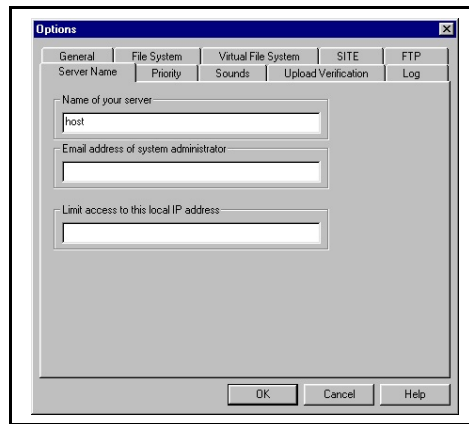 Options
General File System Virtual File System SITE FTP
Server Name Priority Sounds Upload Verification Log
Name of your server
host
Email address of system administrator
Limit access to this local IP address
OK Cancel Help